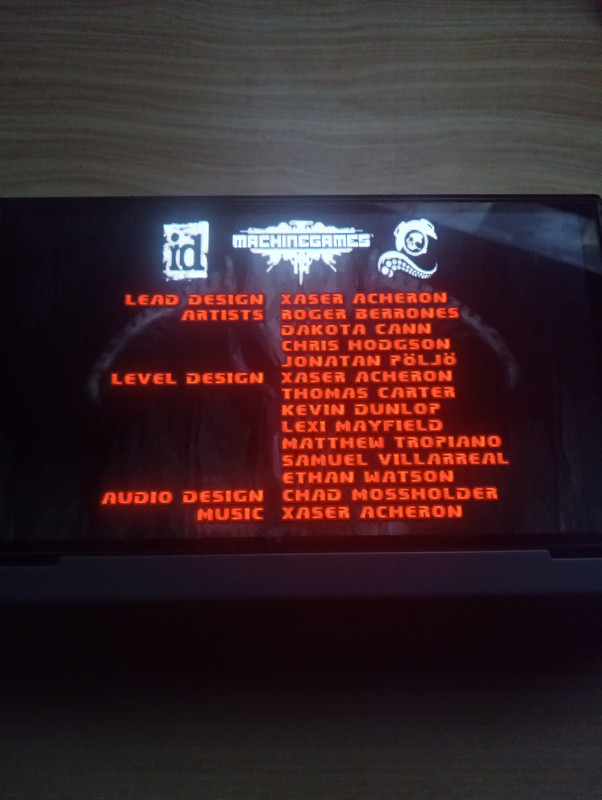 id
MACHINEGAMES
LEAD DESIGN XASER ACHERON
ARTISTS ROGER BERRONES
DAKOTA CANN
CHRIS HODGSON
JONATAN PÖLJÖ
LEVEL DESIGN XASER ACHERON
THOMAS CARTER
KEVIN DUNLOP
LEXI MAYFIELD
MATTHEW TROPIANO
SAMUEL VILLARREAL
ETHAN WATSON
AUDIO DESIGN CHAD MOSSHOLDER
MUSIC XASER ACHERON